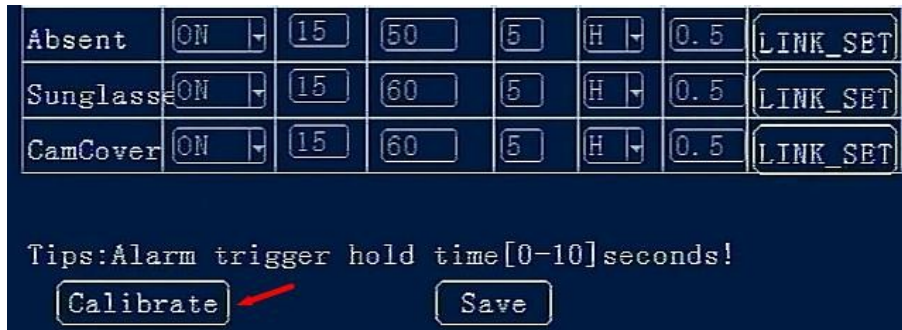 Absent ON 15 50 5 H 0.5 LINK_SET
Sunglasse ON 15 60 5 H 0.5 LINK_SET
CamCover ON 15 60 5 H 0.5 LINK_SET
Tips:Alarm trigger hold time[0-10]seconds!
Calibrate Save